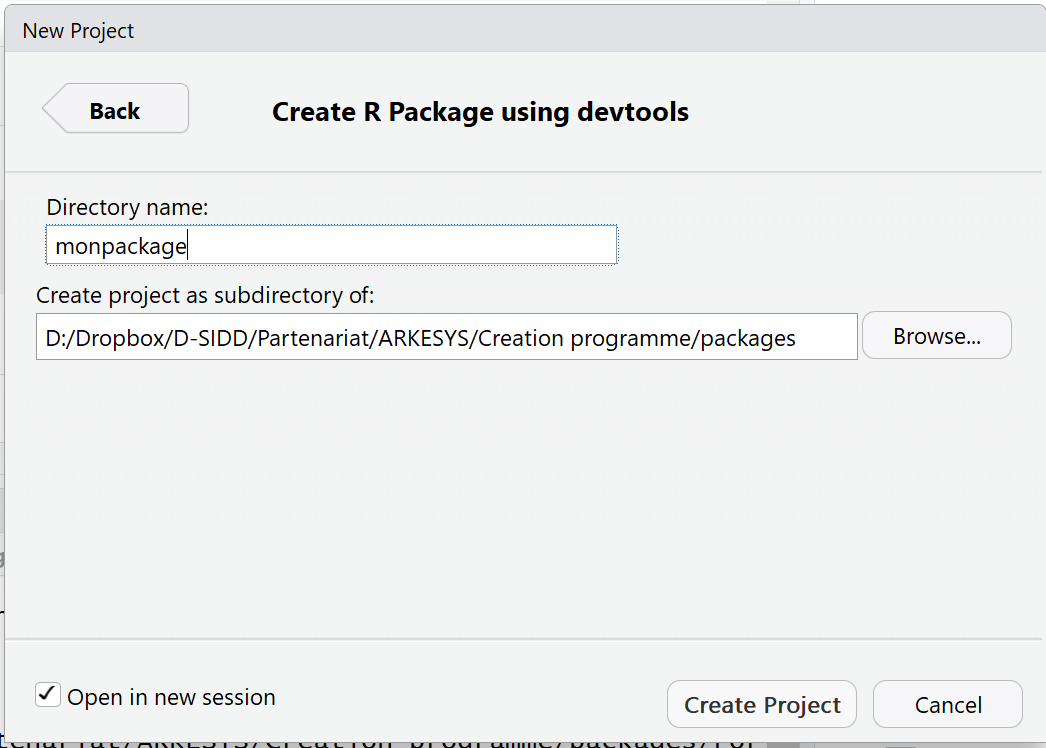 New Project
Back
Create R Package using devtools
Directory name:
monpackage
Create project as subdirectory of:
D:/Dropbox/D-SIDD/Partenariat/ARKESYS/Creation programme/packages
Browse...
Open in new session
Create Project
Cancel